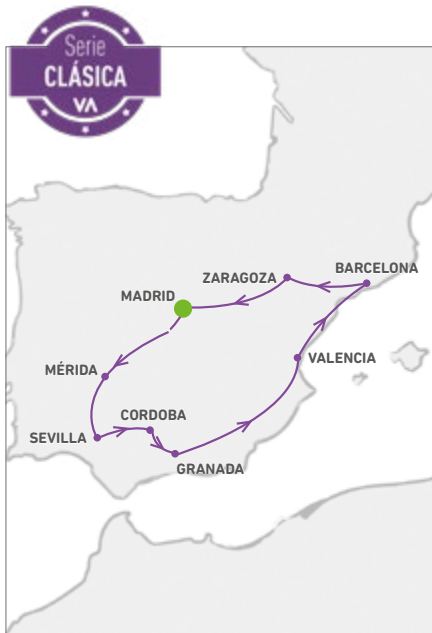 Serie
CLÁSICA
VA
ZARAGOZA
BARCELONA
MADRID
VALENCIA
MÉRIDA
CORDOBA
SEVILLA
GRANADA